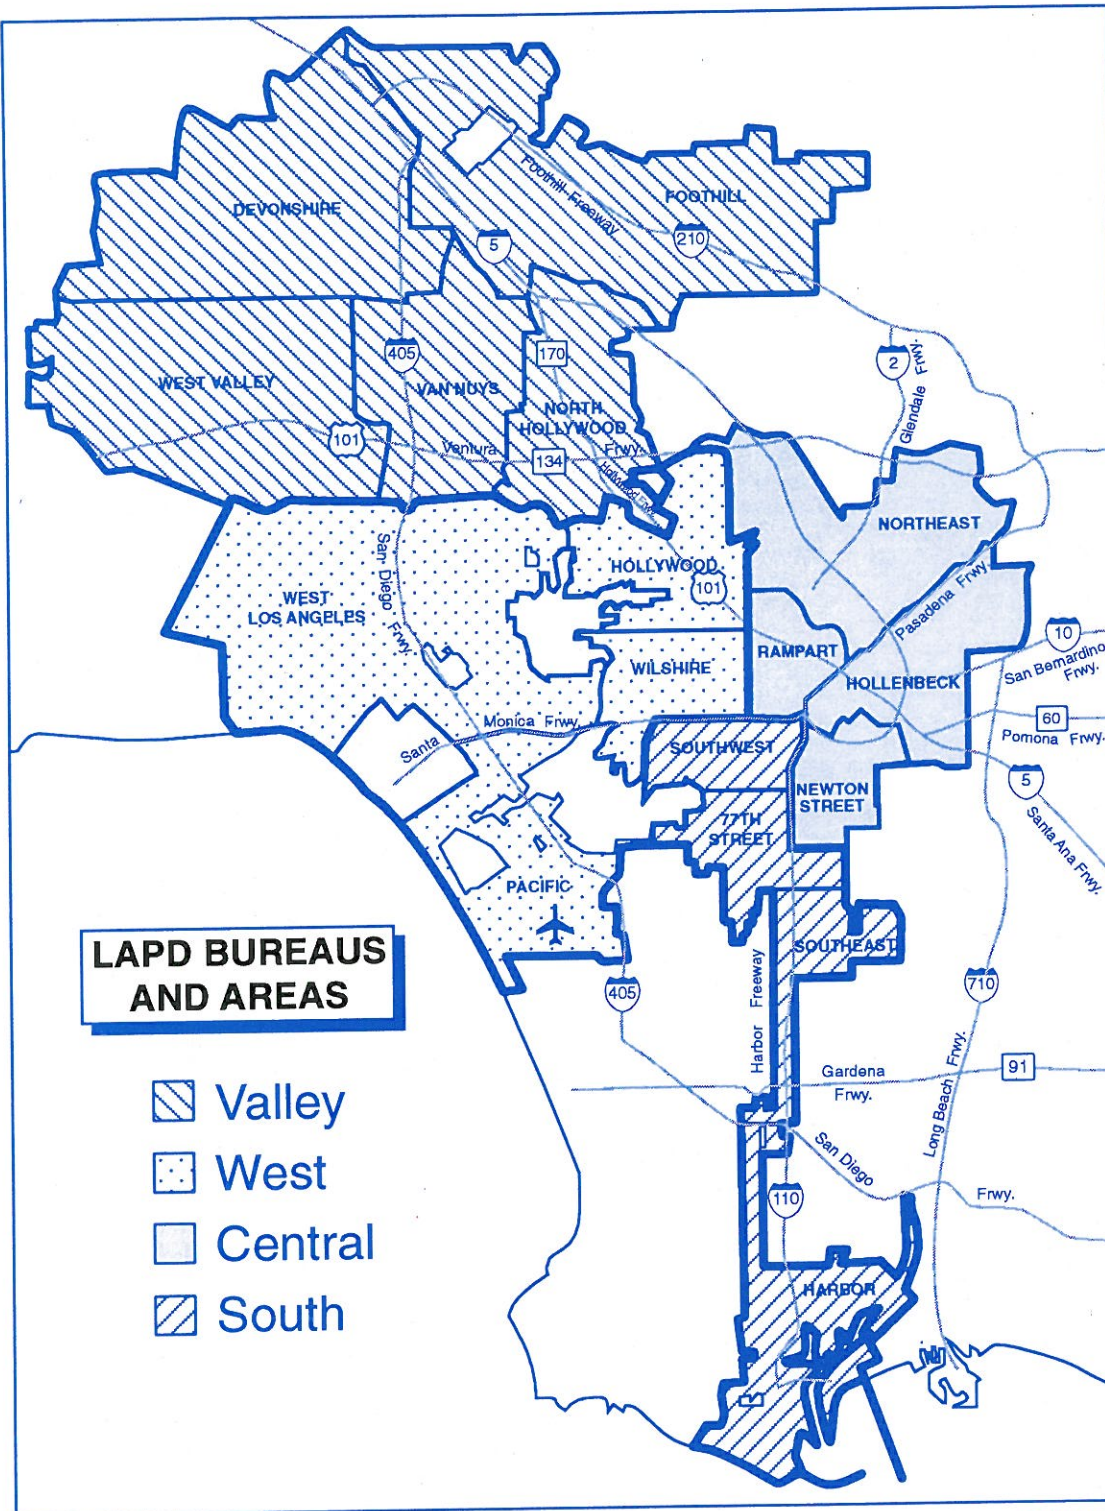 DEVONSHIRE
FOOTHILL
Foothill Freeway
5
210
405
170
2
Glendale Frwy.
WEST VALLEY
VAN NUYS
NORTH
HOLLYWOOD
101
Ventura
134
Frwy.
Hollywood Frwy.
NORTHEAST
San Diego Frwy.
HOLLYWOOD
101
WEST
LOS ANGELES
Pasadena Frwy.
10
San Bernardino
Frwy.
RAMPART
WILSHIRE
HOLLENBECK
60
Pomona Frwy.
Santa
Monica Frwy.
SOUTHWEST
5
Santa Ana Frwy.
NEWTON
STREET
77TH
STREET
PACIFIC
SOUTHEAST
LAPD BUREAUS
AND AREAS
405
Harbor Freeway
710
Long Beach Frwy.
Gardena
Frwy.
91
Valley
West
Central
South
San Diego
Frwy.
110
HARBOR